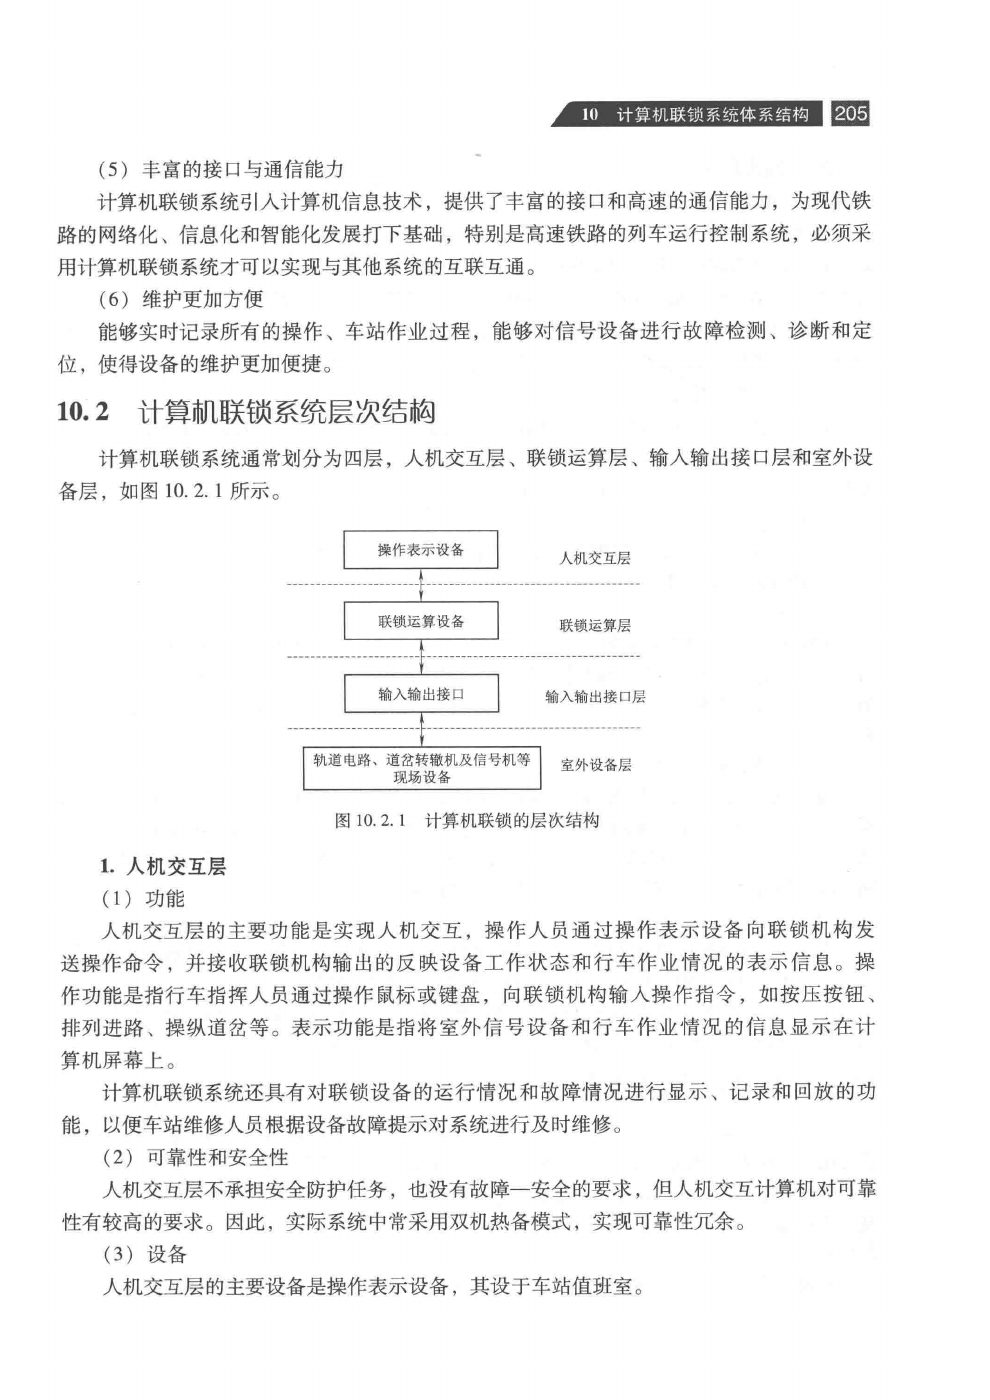 10 计算机联锁系统体系结构 205
（5）丰富的接口与通信能力
计算机联锁系统引入计算机信息技术，提供了丰富的接口和高速的通信能力，为现代铁
路的网络化、信息化和智能化发展打下基础，特别是高速铁路的列车运行控制系统，必须采
用计算机联锁系统才可以实现与其他系统的互联互通。
（6）维护更加方便
能够实时记录所有的操作、车站作业过程，能够对信号设备进行故障检测、诊断和定
位，使得设备的维护更加便捷。
10.2 计算机联锁系统层次结构
计算机联锁系统通常划分为四层，人机交互层、联锁运算层、输入输出接口层和室外设
备层，如图 10.2.1 所示。
操作表示设备
人机交互层
联锁运算设备
联锁运算层
输入输出接口
输入输出接口层
轨道电路、道岔转辙机及信号机等
现场设备
室外设备层
图 10.2.1 计算机联锁的层次结构
1. 人机交互层
（1）功能
人机交互层的主要功能是实现人机交互，操作人员通过操作表示设备向联锁机构发
送操作命令，并接收联锁机构输出的反映设备工作状态和行车作业情况的表示信息。操
作功能是指行车指挥人员通过操作鼠标或键盘，向联锁机构输入操作指令，如按压按钮、
排列进路、操纵道岔等。表示功能是指将室外信号设备和行车作业情况的信息显示在计
算机屏幕上。
计算机联锁系统还具有对联锁设备的运行情况和故障情况进行显示、记录和回放的功
能，以便车站维修人员根据设备故障提示对系统进行及时维修。
（2）可靠性和安全性
人机交互层不承担安全防护任务，也没有故障—安全的要求，但人机交互计算机对可靠
性有较高的要求。因此，实际系统中常采用双机热备模式，实现可靠性冗余。
（3）设备
人机交互层的主要设备是操作表示设备，其设于车站值班室。